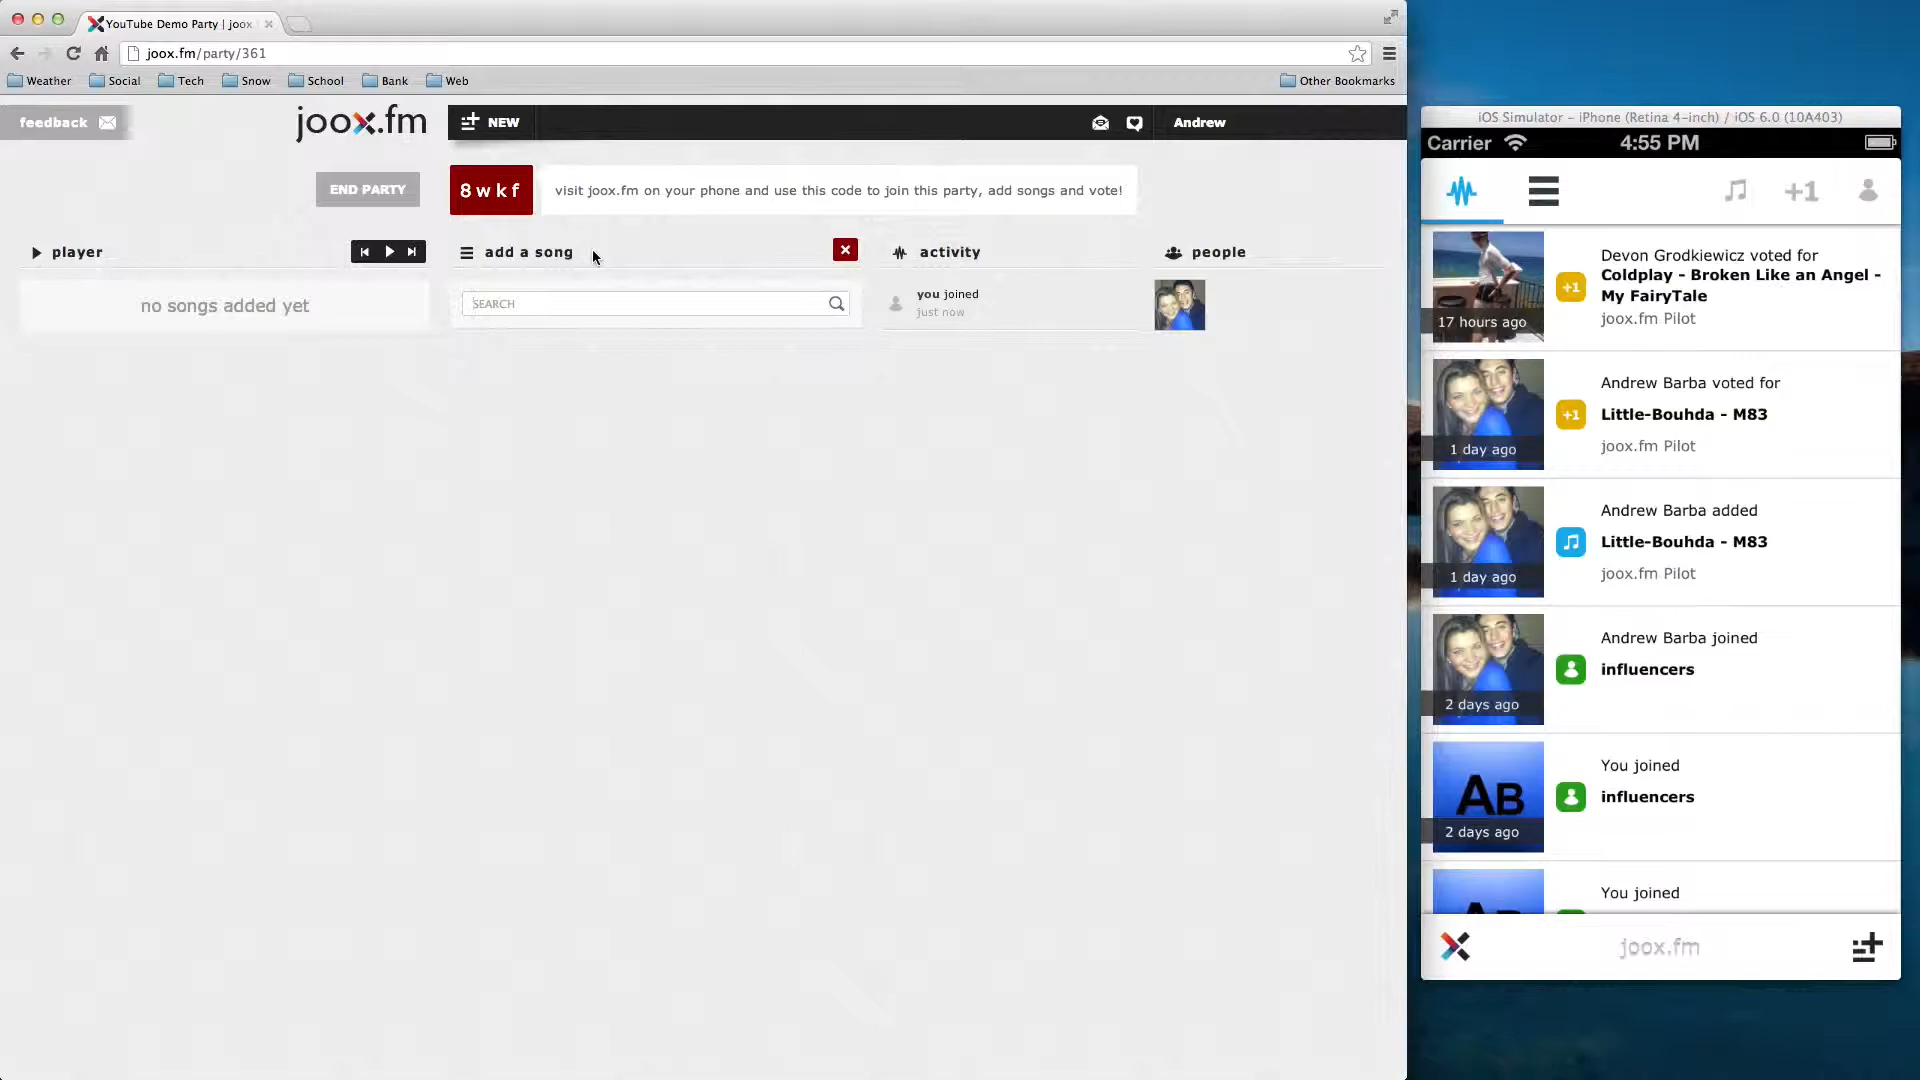 YouTube Demo Party | joox
joox.fm/party/361
Weather Social Tech Snow School Bank Web Other Bookmarks
feedback
joox.fm
NEW
Andrew
END PARTY
8wkf
visit joox.fm on your phone and use this code to join this party, add songs and vote!
player
no songs added yet
add a song
SEARCH
activity
you joined
just now
people
iOS Simulator - iPhone (Retina 4-inch) / iOS 6.0 (10A403)
Carrier 4:55 PM
+1
17 hours ago
+1
Devon Grodkiewicz voted for
Coldplay - Broken Like an Angel -
My FairyTale
joox.fm Pilot
1 day ago
+1
Andrew Barba voted for
Little-Bouhda - M83
joox.fm Pilot
1 day ago
Andrew Barba added
Little-Bouhda - M83
joox.fm Pilot
2 days ago
Andrew Barba joined
influencers
AB
2 days ago
You joined
influencers
You joined
joox.fm